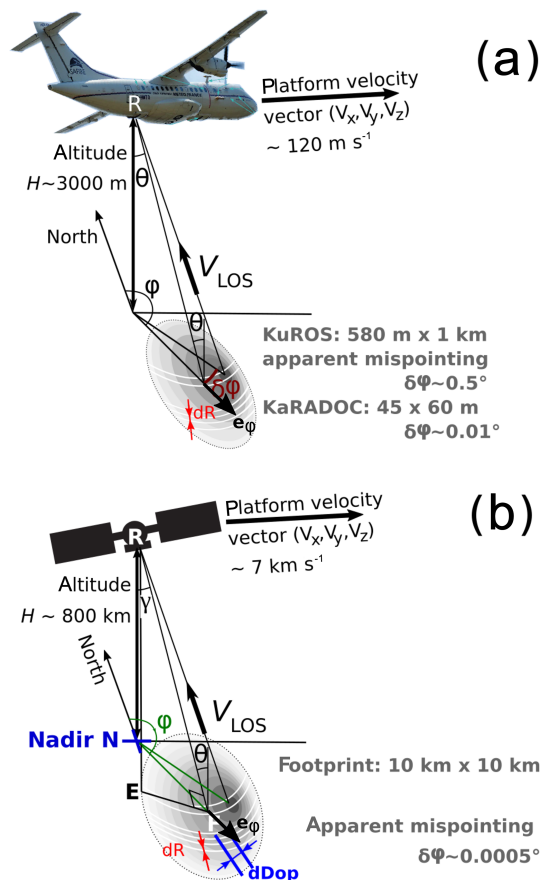 (a)
SAFIRE
R
Platform velocity
vector (Vx,Vy,Vz)
~ 120 m s⁻¹
Altitude
H~3000 m
θ
North
φ
VLOS
θ
KuROS: 580 m x 1 km
apparent mispointing
δφ~0.5°
δφ
KaRADOC: 45 x 60 m
dR
eφ
δφ~0.01°
(b)
Platform velocity
R
vector (Vx,Vy,Vz)
~ 7 km s⁻¹
Altitude
γ
H ~ 800 km
North
φ
VLOS
Nadir N
θ
Footprint: 10 km x 10 km
E
eφ
Apparent mispointing
dR
δφ~0.0005°
dDop